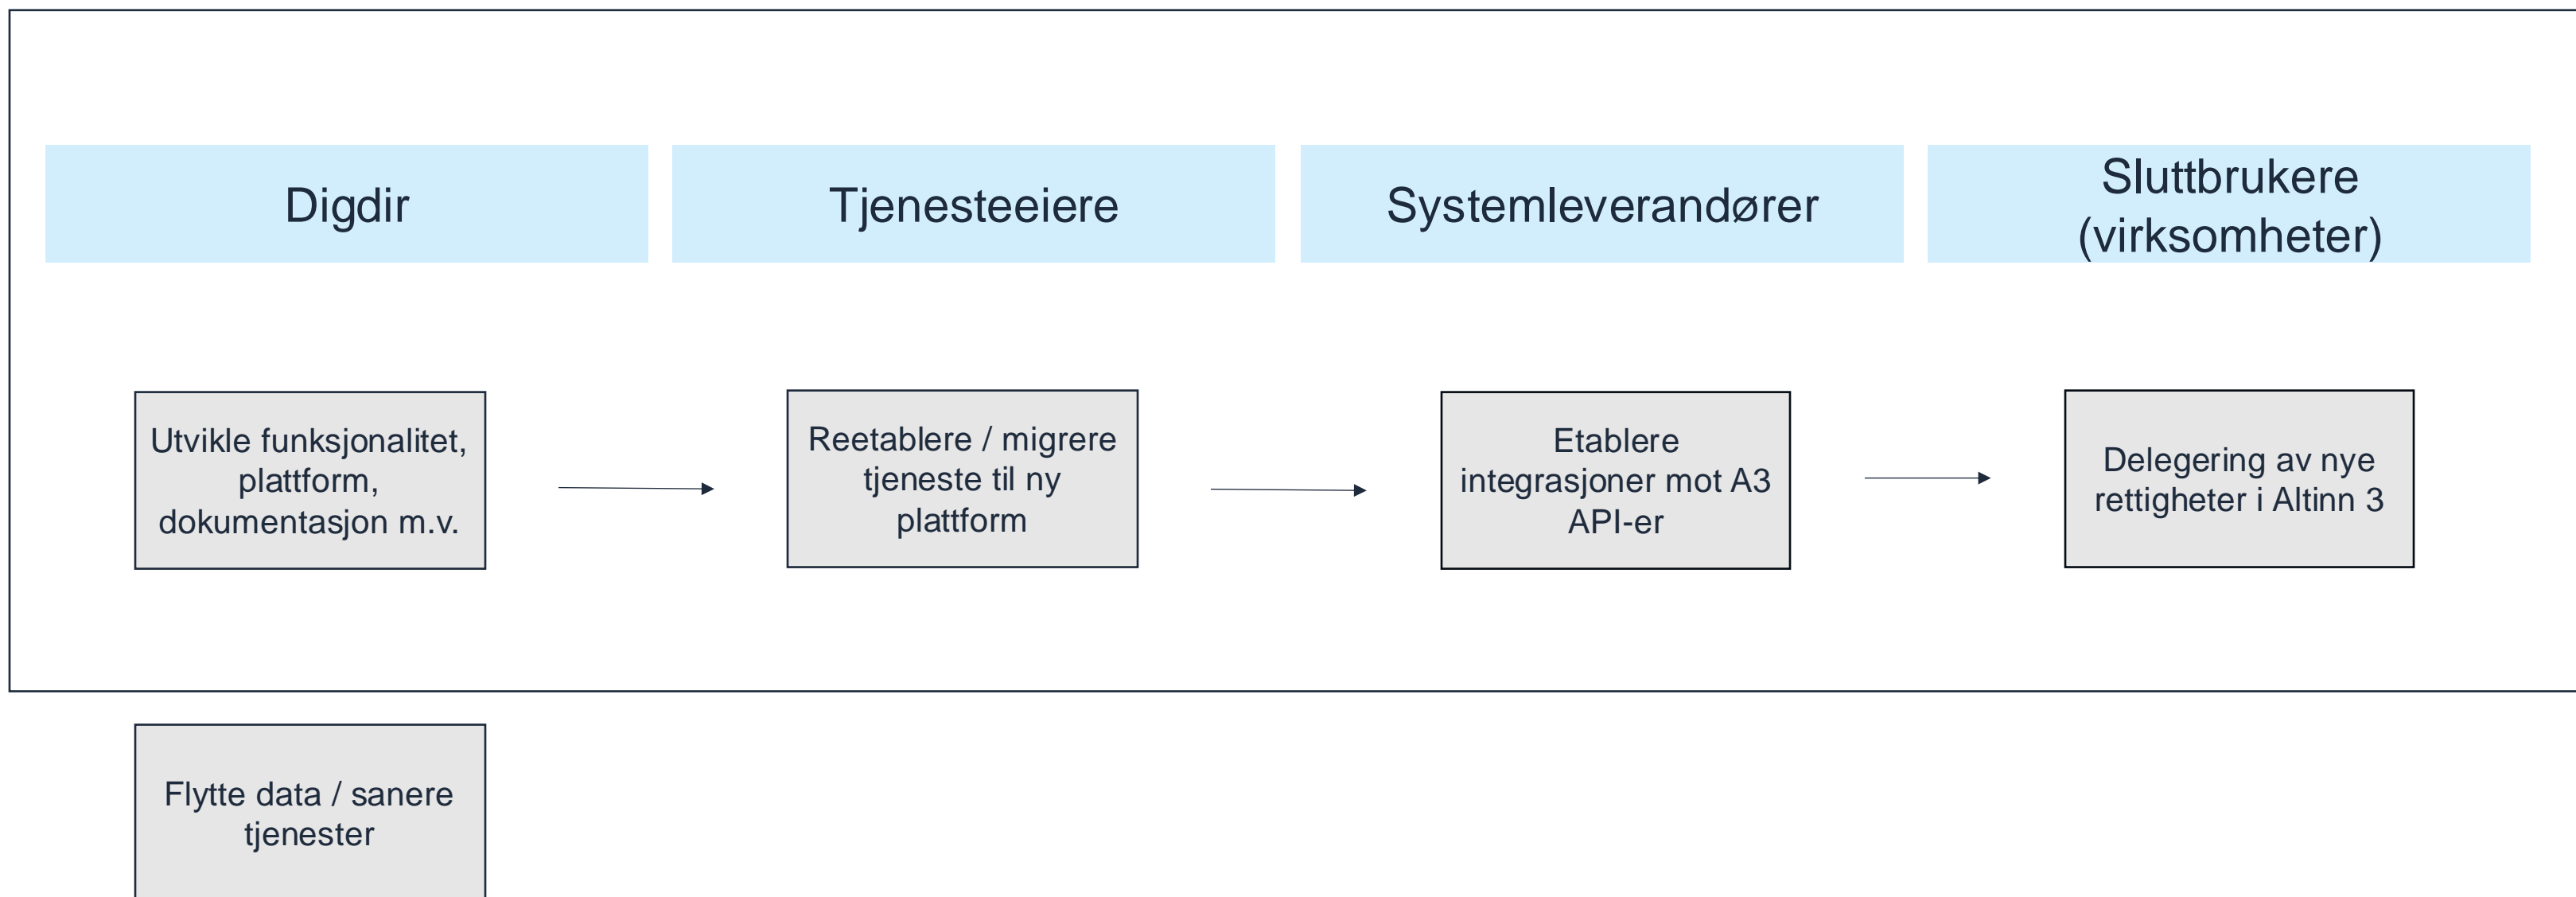 Digdir
Tjenesteeiere
Systemleverandører
Sluttbrukere
(virksomheter)
Utvikle funksjonalitet,
plattform,
dokumentasjon m.v.
Reetablere / migrere
tjeneste til ny
plattform
Etablere
integrasjoner mot A3
API-er
Delegering av nye
rettigheter i Altinn 3
Flytte data / sanere
tjenester